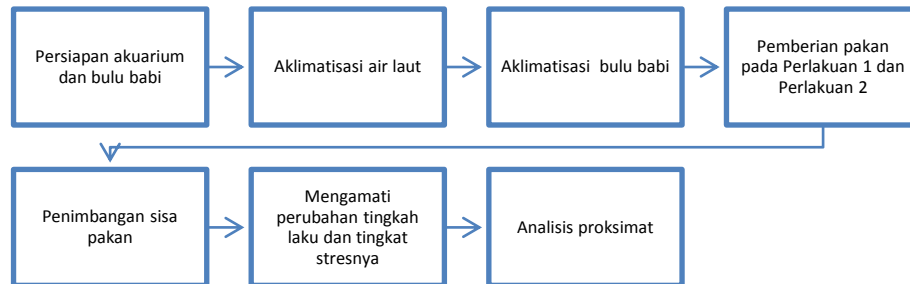 Persiapan akuarium
dan bulu babi
Aklimatisasi air laut
Aklimatisasi bulu babi
Pemberian pakan
pada Perlakuan 1 dan
Perlakuan 2
Penimbangan sisa
pakan
Mengamati
perubahan tingkah
laku dan tingkat
stresnya
Analisis proksimat